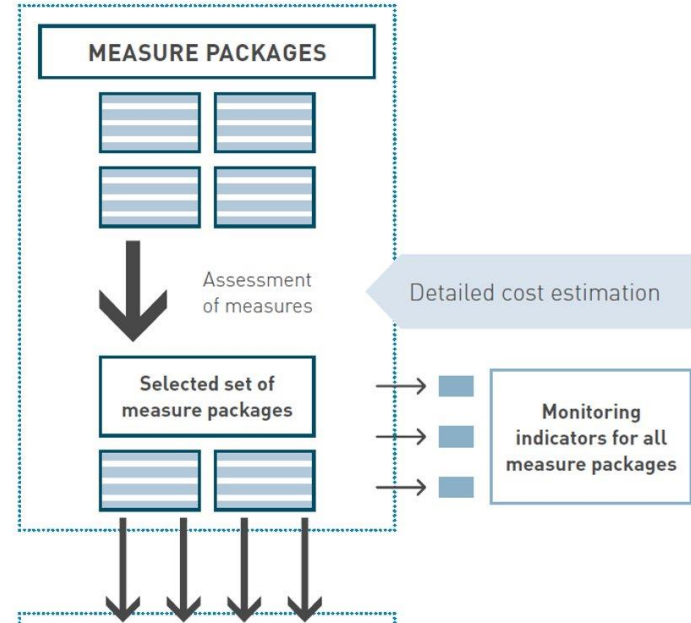 MEASURE PACKAGES
Assessment
of measures
Detailed cost estimation
Selected set of
measure packages
Monitoring
indicators for all
measure packages